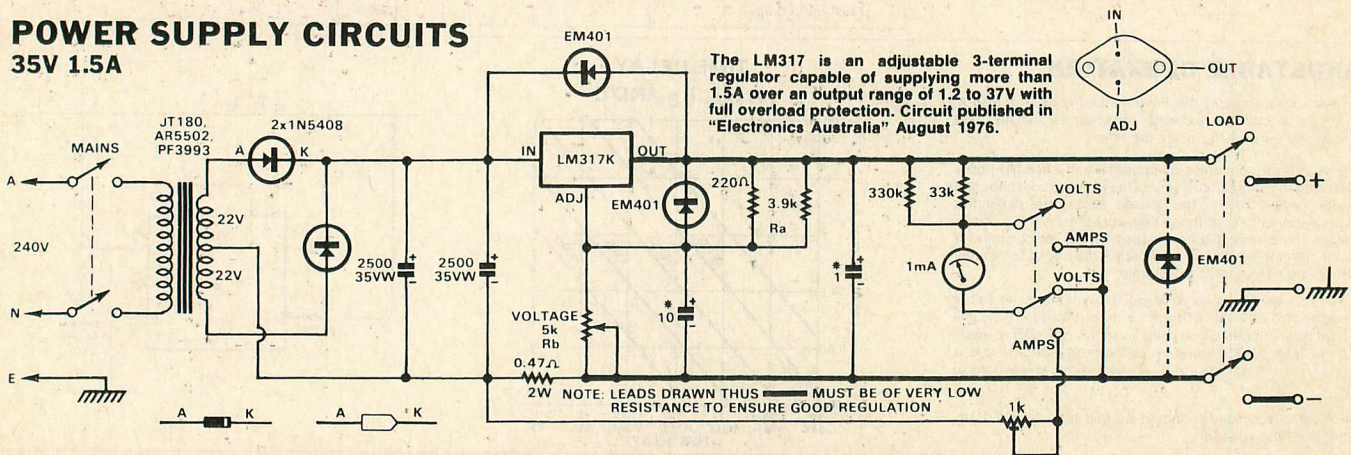 POWER SUPPLY CIRCUITS
35V 1.5A
EM401
The LM317 is an adjustable 3-terminal
regulator capable of supplying more than
1.5A over an output range of 1.2 to 37V with
full overload protection. Circuit published in
"Electronics Australia" August 1976.
IN
OUT
ADJ
LOAD
JT180,
AR5502,
PF3993
2x1N5408
MAINS
A
K
IN
LM317K
OUT
ADJ
A
240V
N
E
22V
22V
2500
35VW
+
-
2500
35VW
+
-
EM401
220Ω
3.9k
Ra
330k
33k
VOLTS
AMPS
VOLTS
AMPS
1mA
*
1
+
-
*
10
+
-
EM401
+
-
VOLTAGE
5k
Rb
0.47Ω
2W
NOTE: LEADS DRAWN THUS MUST BE OF VERY LOW
RESISTANCE TO ENSURE GOOD REGULATION
1k
A K
A K